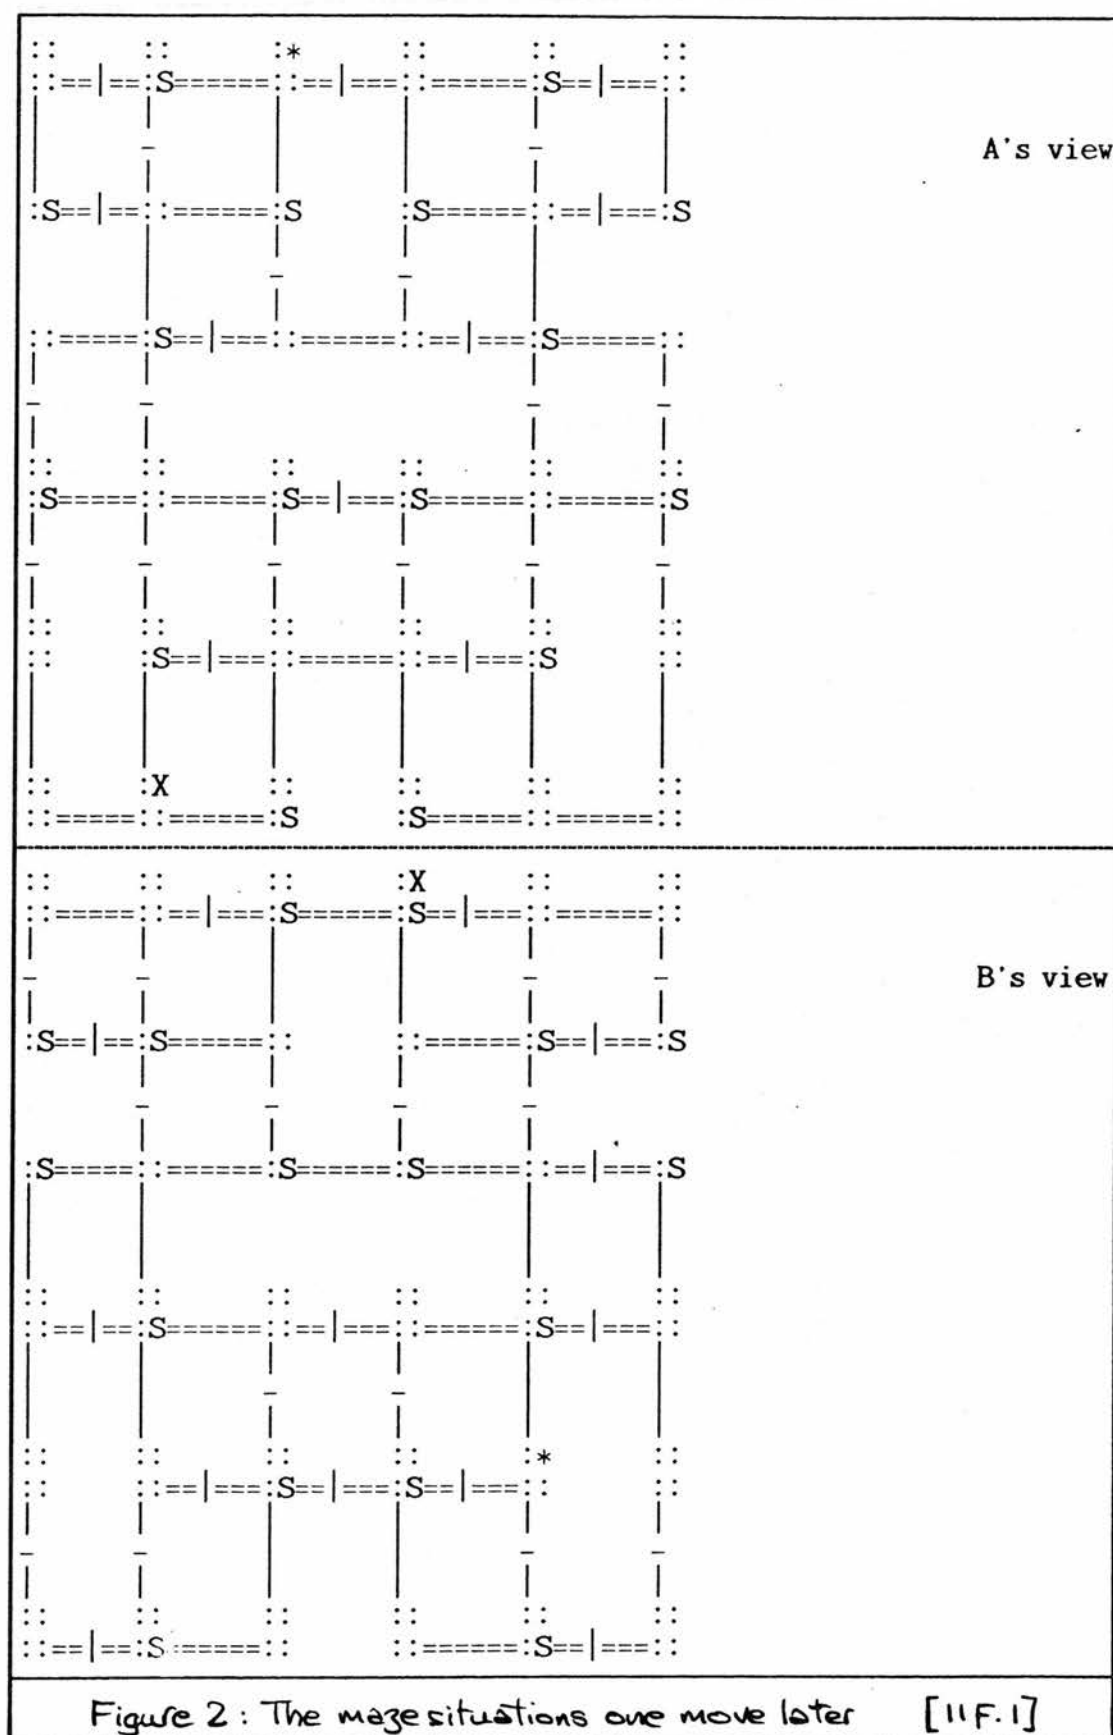 :: :: :* :: :: ::
::==|==:S======::==|===::======:S==|===::
A's view
:S==|==::======:S :S======::==|===:S
::=====:S==|===::======::==|===:S======::
:: :: :: :: :: ::
:S=====::======:S==|===:S======::======:S
:: :: :: :: :: ::
:: :S==|===::======::==|===:S ::
:: :X :: :: :: ::
::=====::======:S :S======::======::
:: :: :: :X :: ::
::=====::==|===:S======:S==|===::======::
B's view
:S==|==:S======:: ::======:S==|===:S
:S=====::======:S======:S======::==|===:S
:: :: :: :: :: ::
::==|==:S======::==|===::======:S==|===::
:: :: :: :: :* ::
:: ::==|===:S==|===:S==|===:: ::
:: :: :: :: :: ::
::==|==:S======:: ::======:S==|===::
Figure 2 : The maze situations one move later [11F.1]